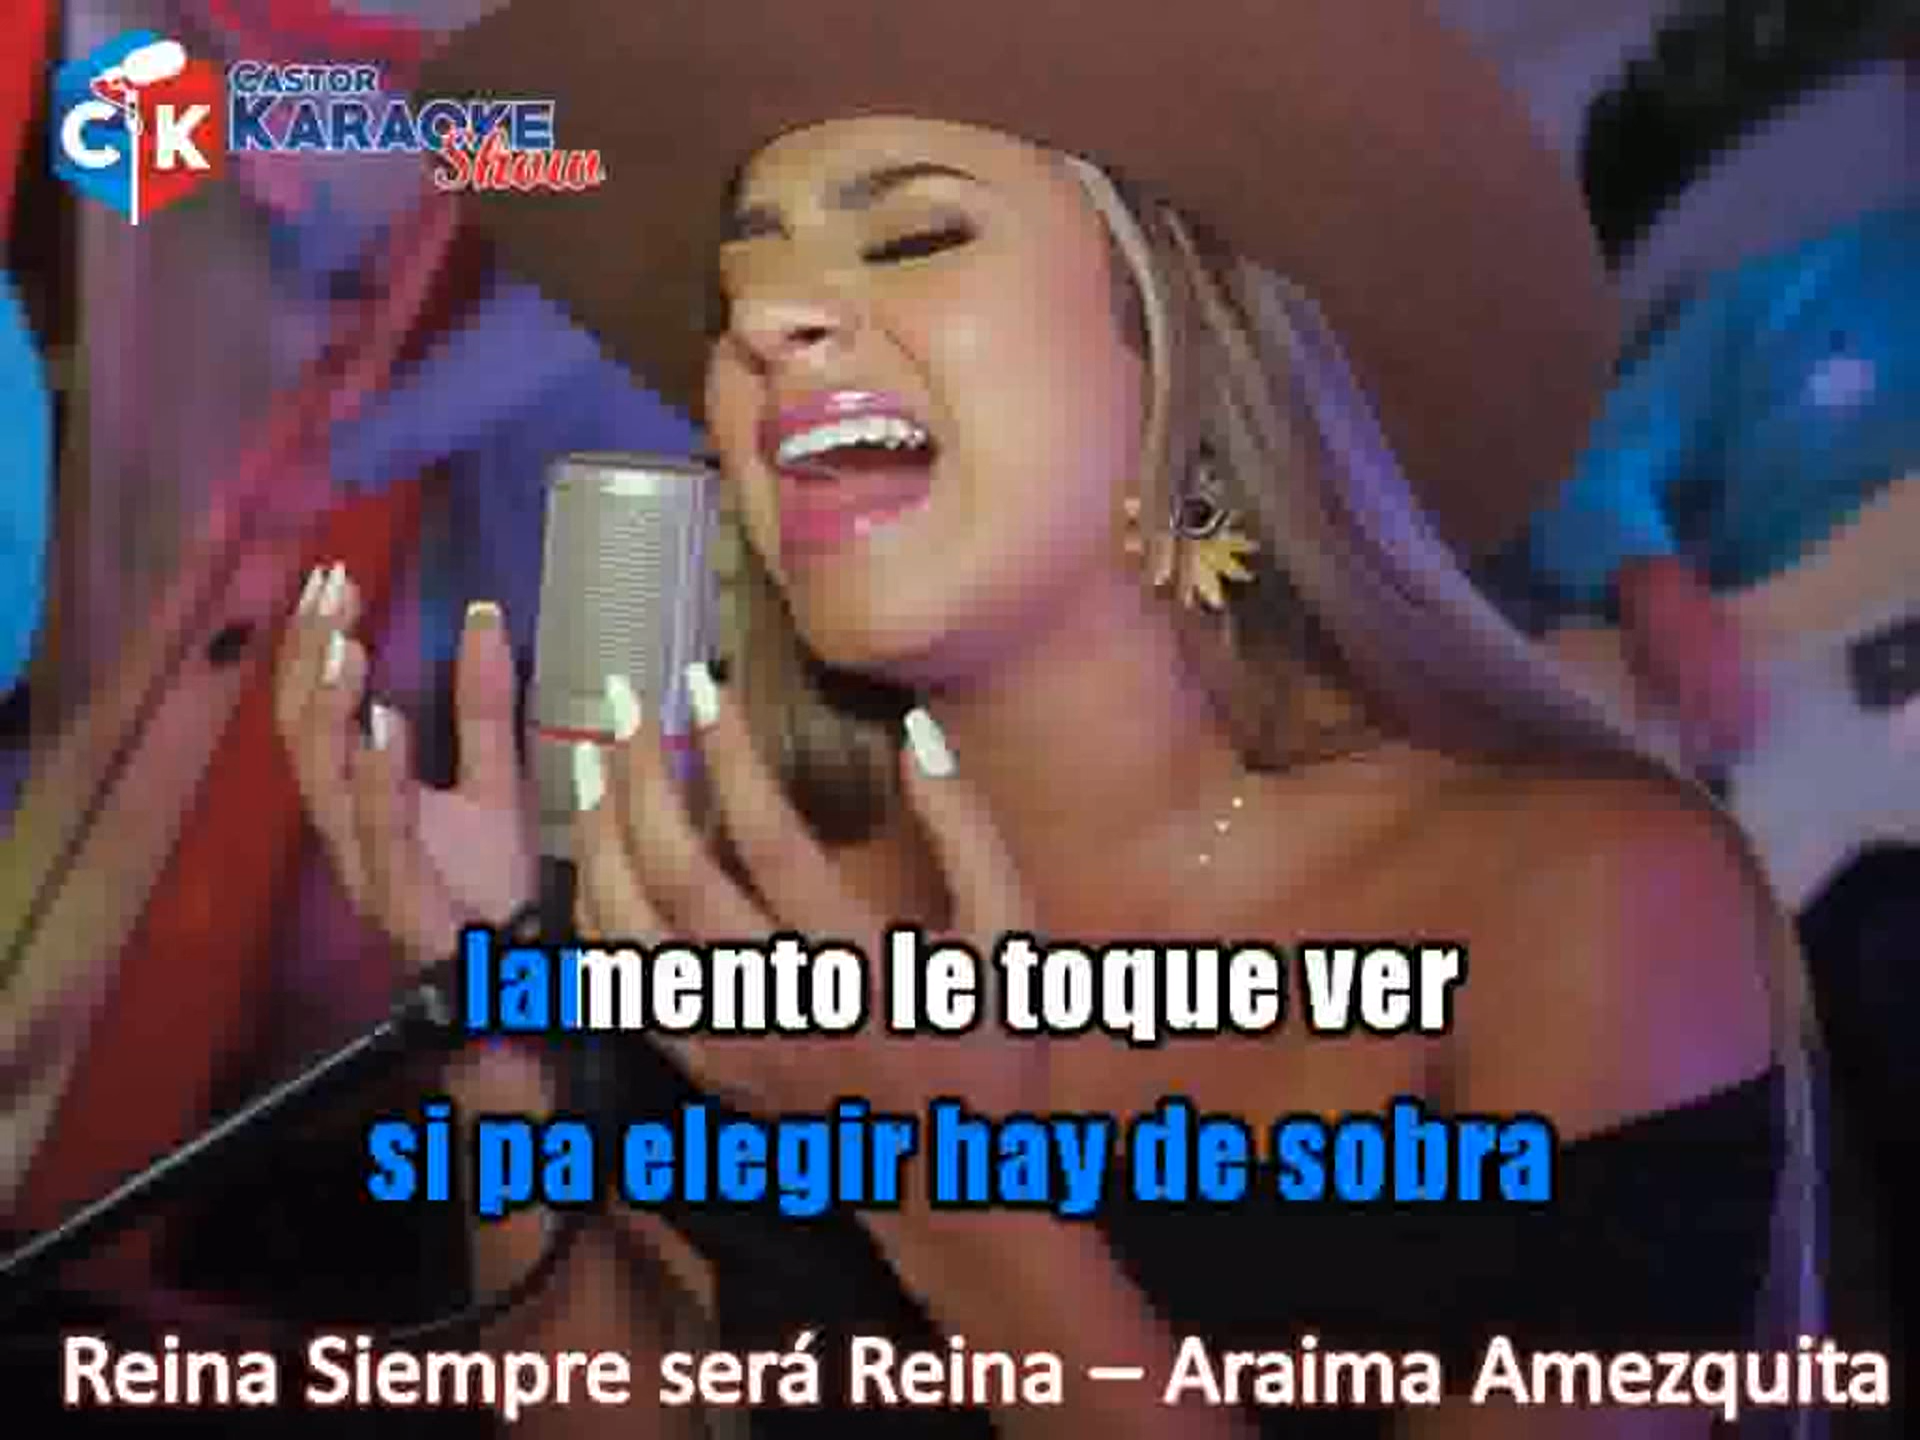 C K
CASTOR
KARAOKE
Show
lamento le toque ver
si pa elegir hay de sobra
Reina Siempre será Reina – Araima Amezquita